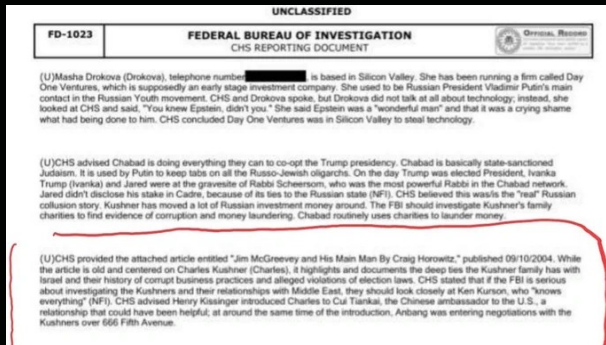 UNCLASSIFIED
FD-1023
FEDERAL BUREAU OF INVESTIGATION
CHS REPORTING DOCUMENT
OFFICIAL RECORD
(U)Masha Drokova (Drokova), telephone number , is based in Silicon Valley. She has been running a firm called Day
One Ventures, which is supposedly an early stage investment company. She used to be Russian President Vladimir Putin's main
contact in the Russian Youth movement. CHS and Drokova spoke, but Drokova did not talk at all about technology; instead, she
looked at CHS and said, "You knew Epstein, didn't you." She said Epstein was a "wonderful man" and that it was a crying shame
what had being done to him. CHS concluded Day One Ventures was in Silicon Valley to steal technology.
(U)CHS advised Chabad is doing everything they can to co-opt the Trump presidency. Chabad is basically state-sanctioned
Judaism. It is used by Putin to keep tabs on all the Russo-Jewish oligarchs. On the day Trump was elected President, Ivanka
Trump (Ivanka) and Jared were at the gravesite of Rabbi Scheersom, who was the most powerful Rabbi in the Chabad network.
Jared didn't disclose his stake in Cadre, because of its ties to the Russian state (NFI). CHS believed this was/is the "real" Russian
collusion story. Kushner has moved a lot of Russian investment money around. The FBI should investigate Kushner's family
charities to find evidence of corruption and money laundering. Chabad routinely uses charities to launder money.
(U)CHS provided the attached article entitled "Jim McGreevey and His Main Man By Craig Horowitz," published 09/10/2004. While
the article is old and centered on Charles Kushner (Charles), it highlights and documents the deep ties the Kushner family has with
Israel and their history of corrupt business practices and alleged violations of election laws. CHS stated that if the FBI is serious
about investigating the Kushners and their relationships with Middle East, they should look closely at Ken Kurson, who "knows
everything" (NFI). CHS advised Henry Kissinger introduced Charles to Cui Tiankai, the Chinese ambassador to the U.S., a
relationship that could have been helpful; at around the same time of the introduction, Anbang was entering negotiations with the
Kushners over 666 Fifth Avenue.